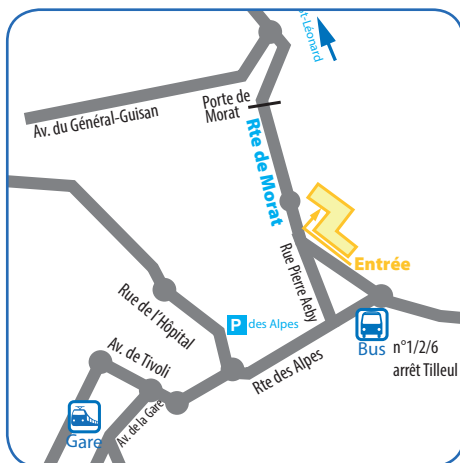 t-Léonard
Porte de
Morat
Av. du Général-Guisan
Rte de Morat
Entrée
Rue Pierre Aeby
Rue de l'Hôpital
P des Alpes
Bus n°1/2/6
arrêt Tilleul
Rte des Alpes
Av. de Tivoli
Av. de la Gare
Gare